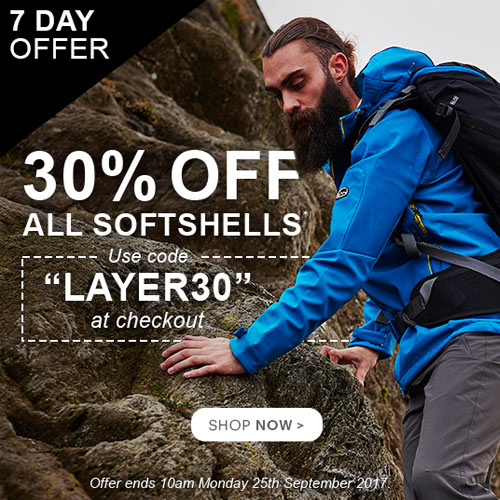 7 DAY
OFFER
30% OFF
ALL SOFTSHELLS*
Use code
“LAYER30”
at checkout
SHOP NOW >
Offer ends 10am Monday 25th September 2017.